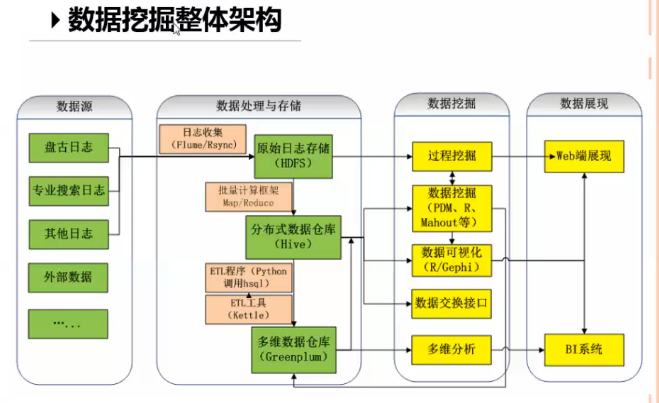 数据挖掘整体架构
数据源
数据处理与存储
数据挖掘
数据展现
盘古日志
专业搜索日志
其他日志
外部数据
…...
日志收集
(Flume/Rsync)
原始日志存储
(HDFS)
批量计算框架
Map/Reduce
分布式数据仓库
(Hive)
ETL程序（Python
调用hsql）
ETL工具
(Kettle)
多维数据仓库
(Greenplum)
过程挖掘
数据挖掘
(PDM、R、
Mahout等)
数据可视化
(R/Gephi)
数据交换接口
多维分析
Web端展现
BI系统